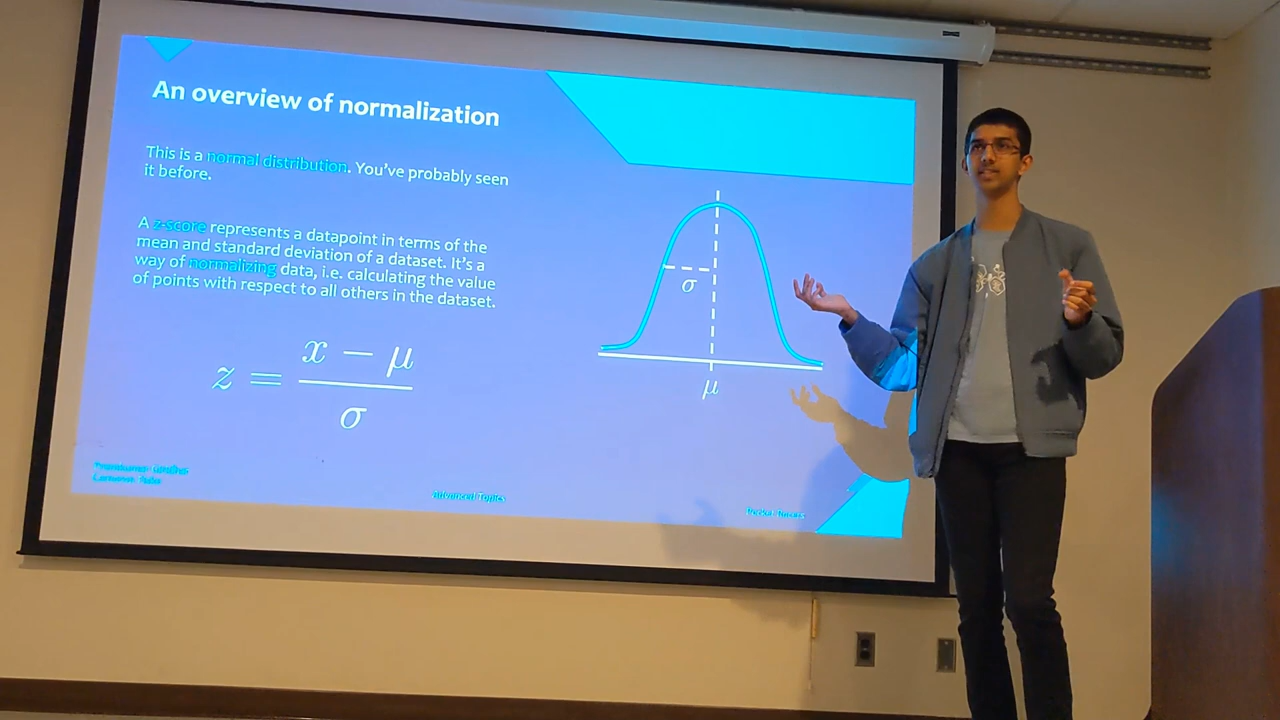 An overview of normalization
This is a normal distribution. You've probably seen
it before.
A z-score represents a datapoint in terms of the
mean and standard deviation of a dataset. It's a
way of normalizing data, i.e. calculating the value
of points with respect to all others in the dataset.
z = x − μ / σ
σ
μ
Advanced Topics